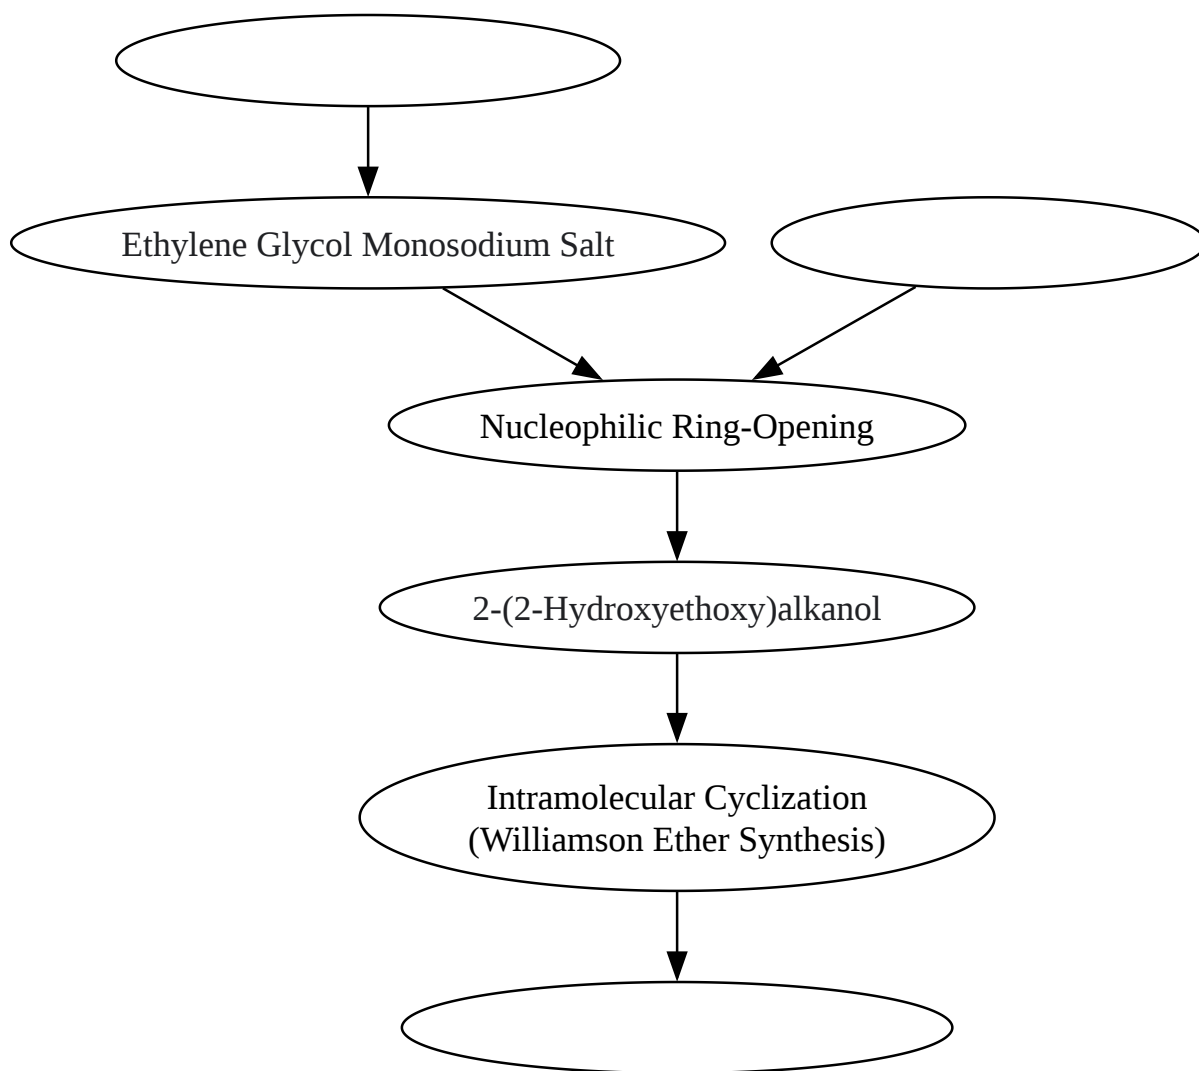 Ethylene Glycol Monosodium Salt
Nucleophilic Ring-Opening
2-(2-Hydroxyethoxy)alkanol
Intramolecular Cyclization
(Williamson Ether Synthesis)